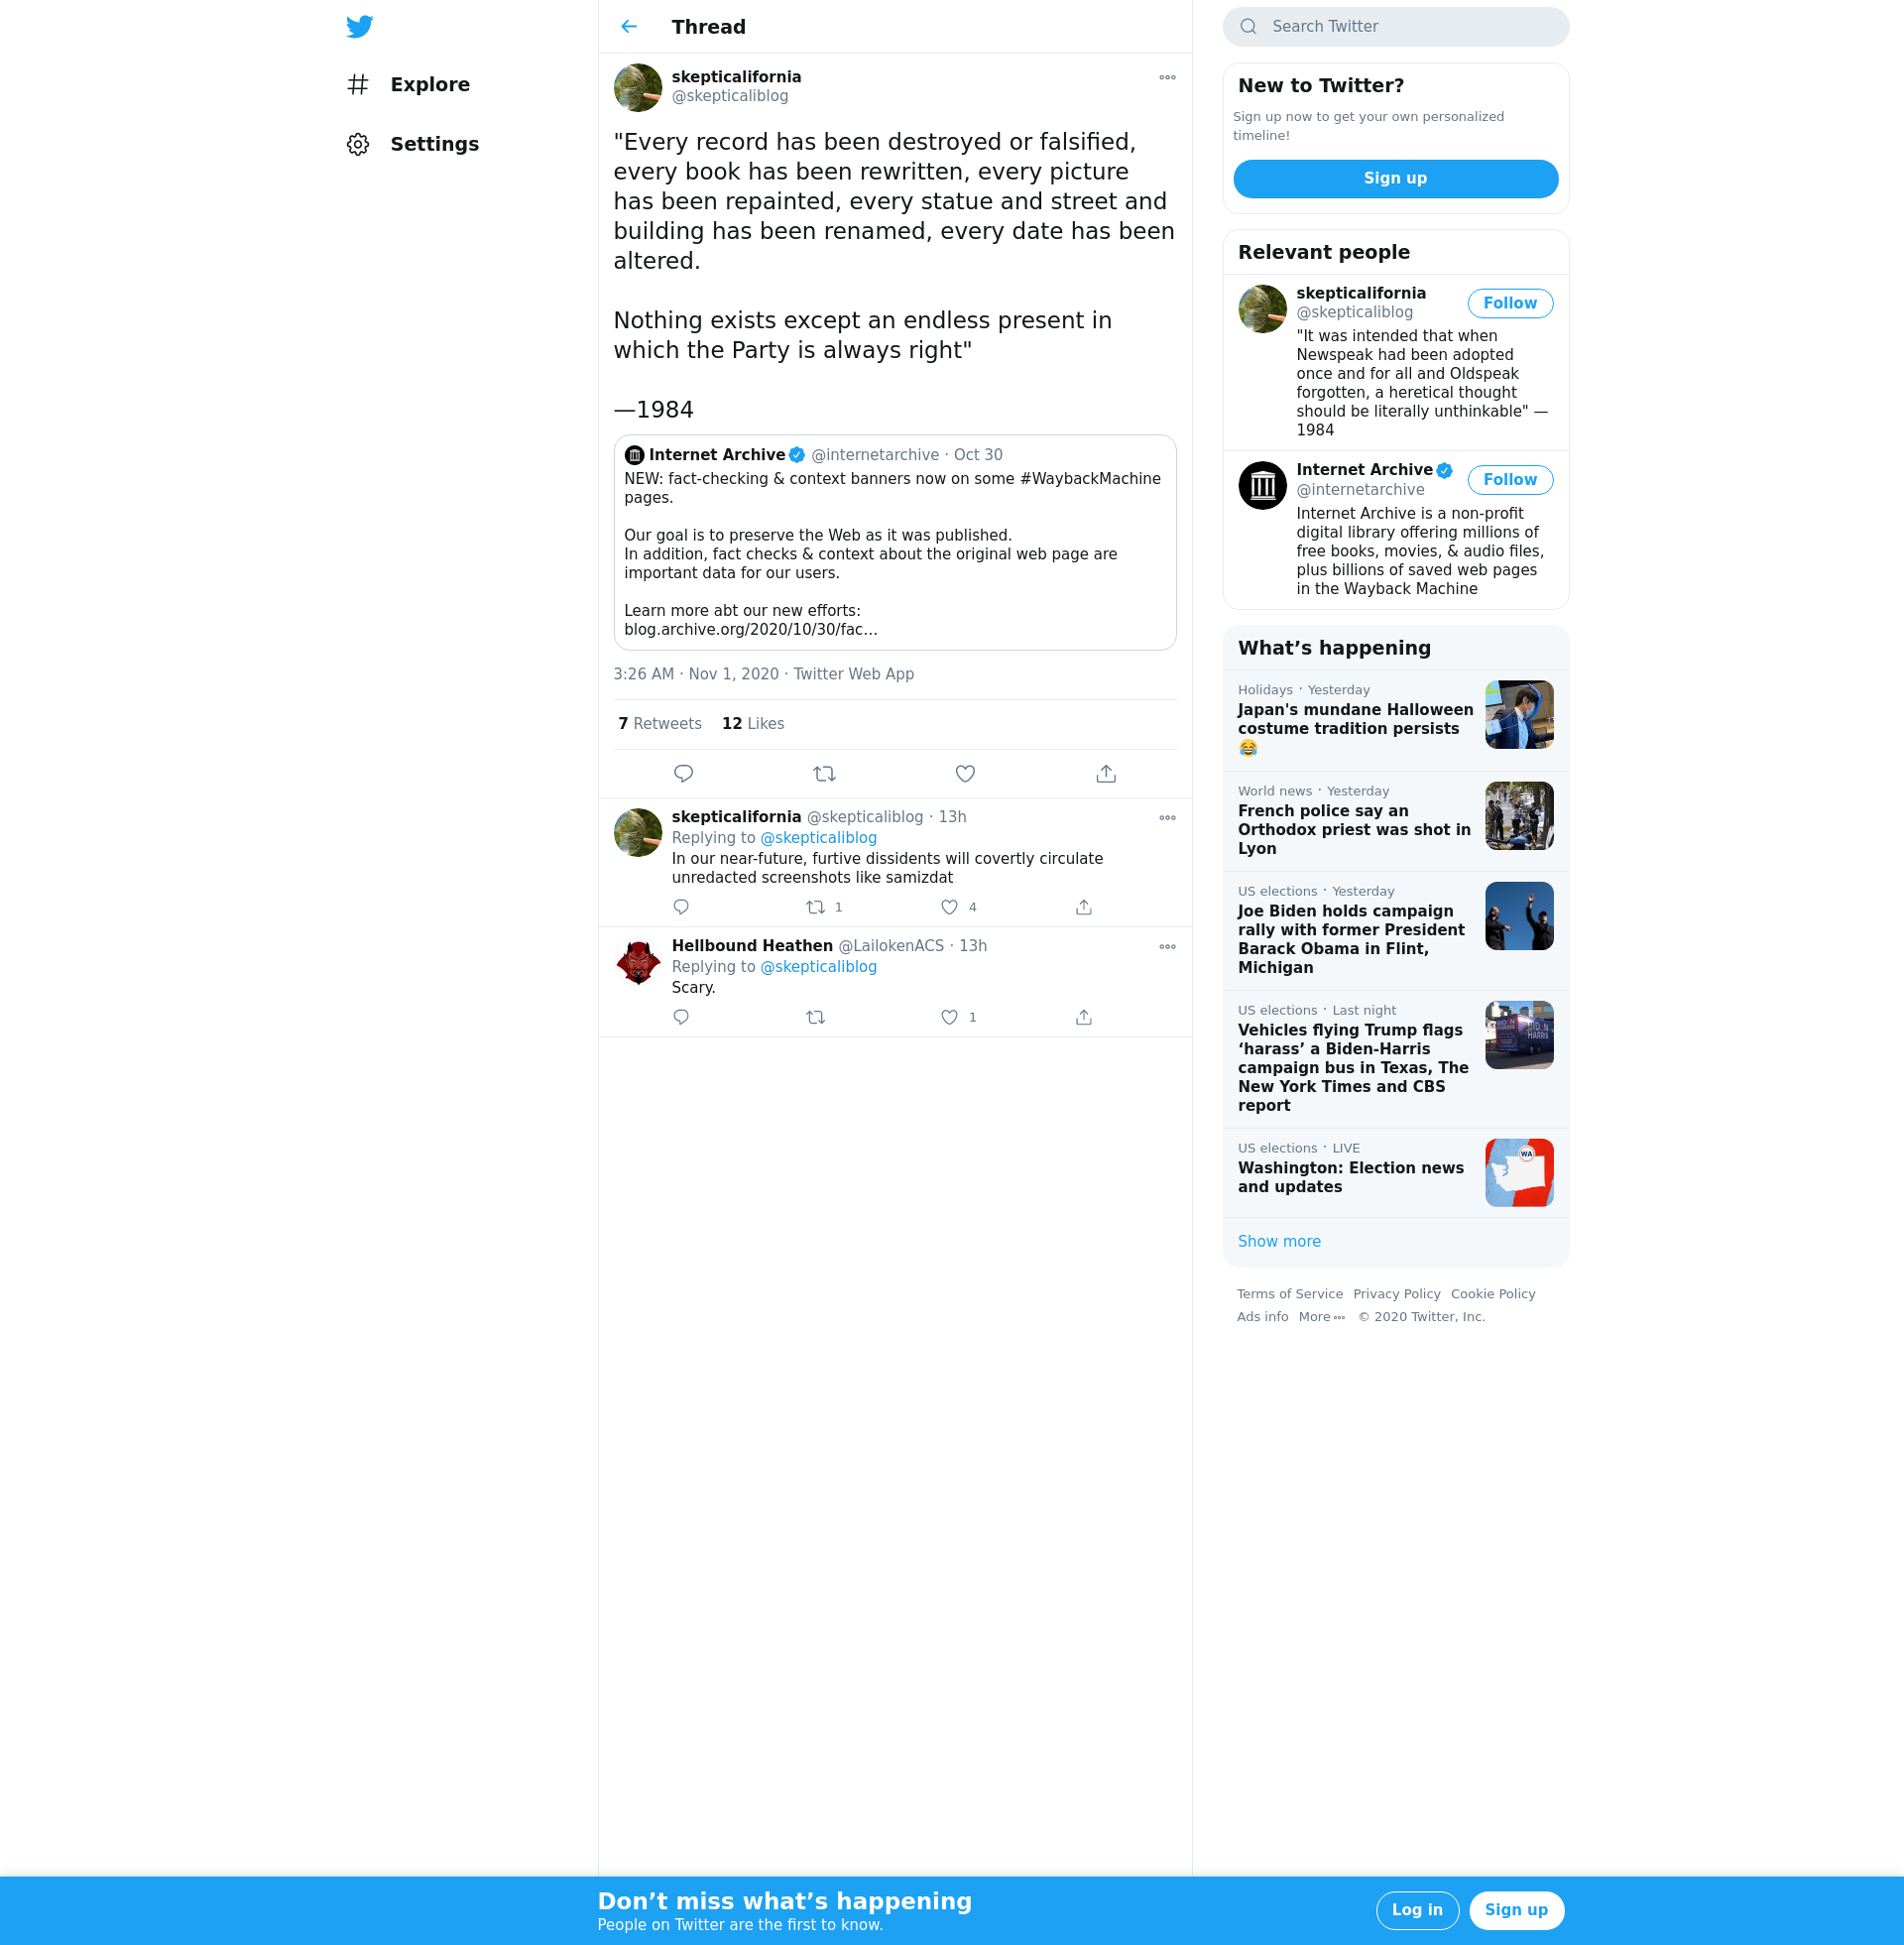 Explore
Settings
Thread
skepticalifornia
@skepticaliblog
"Every record has been destroyed or falsified,
every book has been rewritten, every picture
has been repainted, every statue and street and
building has been renamed, every date has been
altered.
Nothing exists except an endless present in
which the Party is always right"
—1984
Internet Archive @internetarchive · Oct 30
NEW: fact-checking & context banners now on some #WaybackMachine
pages.
Our goal is to preserve the Web as it was published.
In addition, fact checks & context about the original web page are
important data for our users.
Learn more abt our new efforts:
blog.archive.org/2020/10/30/fac…
3:26 AM · Nov 1, 2020 · Twitter Web App
7 Retweets 12 Likes
skepticalifornia @skepticaliblog · 13h
Replying to @skepticaliblog
In our near-future, furtive dissidents will covertly circulate
unredacted screenshots like samizdat
1 4
Hellbound Heathen @LailokenACS · 13h
Replying to @skepticaliblog
Scary.
1
Search Twitter
New to Twitter?
Sign up now to get your own personalized
timeline!
Sign up
Relevant people
skepticalifornia
@skepticaliblog
Follow
"It was intended that when
Newspeak had been adopted
once and for all and Oldspeak
forgotten, a heretical thought
should be literally unthinkable" —
1984
Internet Archive
@internetarchive
Follow
Internet Archive is a non-profit
digital library offering millions of
free books, movies, & audio files,
plus billions of saved web pages
in the Wayback Machine
What’s happening
Holidays · Yesterday
Japan's mundane Halloween
costume tradition persists
😂
World news · Yesterday
French police say an
Orthodox priest was shot in
Lyon
US elections · Yesterday
Joe Biden holds campaign
rally with former President
Barack Obama in Flint,
Michigan
US elections · Last night
Vehicles flying Trump flags
‘harass’ a Biden-Harris
campaign bus in Texas, The
New York Times and CBS
report
US elections · LIVE
Washington: Election news
and updates
WA
Show more
Terms of Service Privacy Policy Cookie Policy
Ads info More © 2020 Twitter, Inc.
Don’t miss what’s happening
People on Twitter are the first to know.
Log in
Sign up